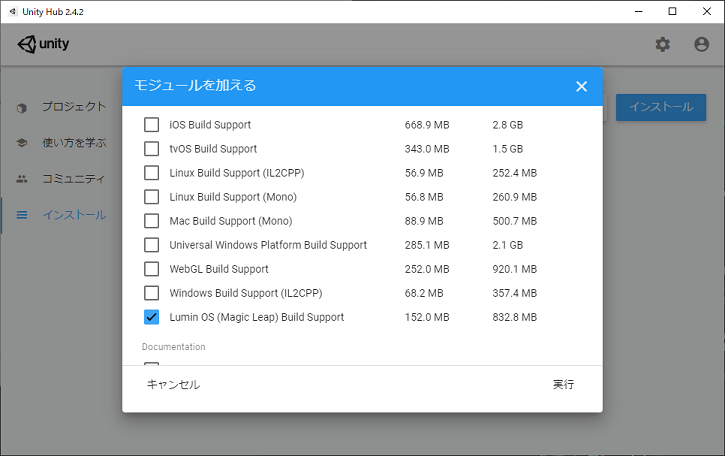 Unity Hub 2.4.2
unity
モジュールを加える
プロジェクト
インストール
使い方を学ぶ
コミュニティ
インストール
iOS Build Support 668.9 MB 2.8 GB
tvOS Build Support 343.0 MB 1.5 GB
Linux Build Support (IL2CPP) 56.9 MB 252.4 MB
Linux Build Support (Mono) 56.8 MB 260.9 MB
Mac Build Support (Mono) 88.9 MB 500.7 MB
Universal Windows Platform Build Support 285.1 MB 2.1 GB
WebGL Build Support 252.0 MB 920.1 MB
Windows Build Support (IL2CPP) 68.2 MB 357.4 MB
Lumin OS (Magic Leap) Build Support 152.0 MB 832.8 MB
Documentation
キャンセル
実行